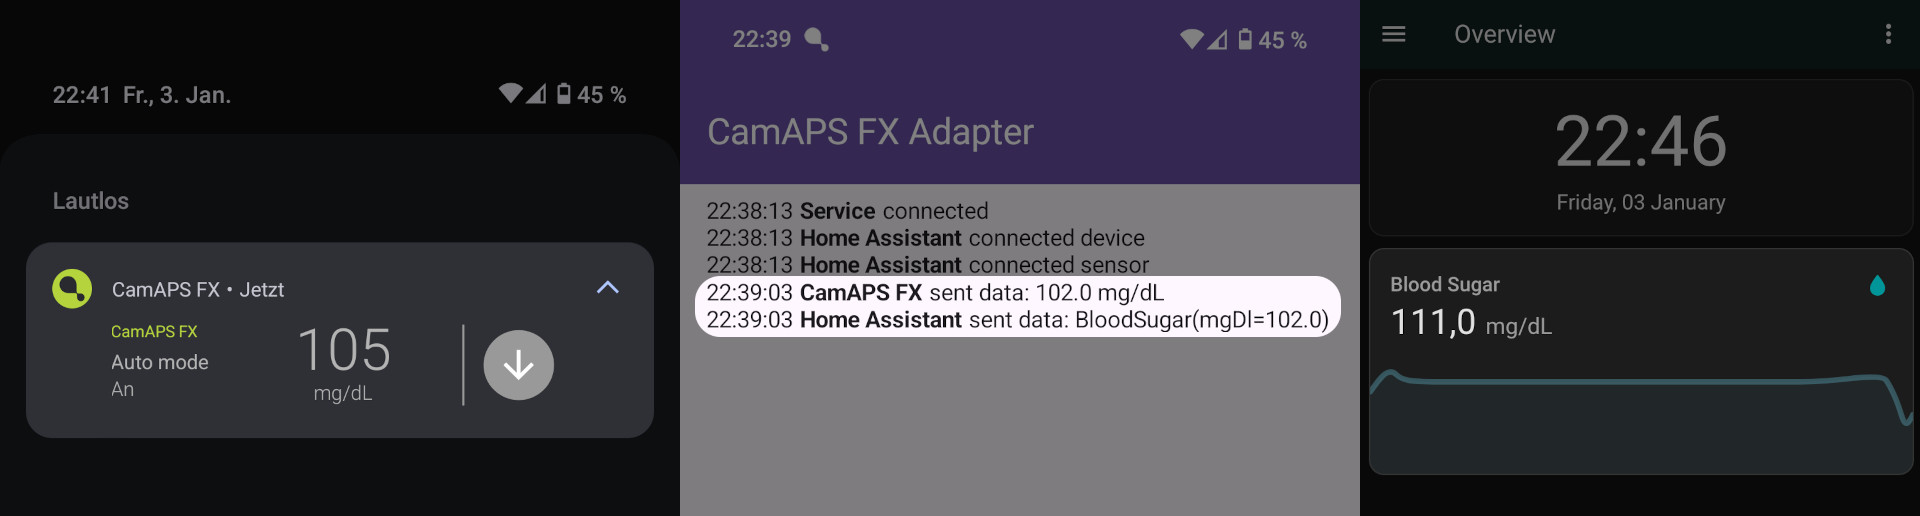 22:41 Fr., 3. Jan.
45 %
Lautlos
CamAPS FX • Jetzt
CamAPS FX
Auto mode
An
105
mg/dL
22:39
45 %
CamAPS FX Adapter
22:38:13 Service connected
22:38:13 Home Assistant connected device
22:38:13 Home Assistant connected sensor
22:39:03 CamAPS FX sent data: 102.0 mg/dL
22:39:03 Home Assistant sent data: BloodSugar(mgDl=102.0)
Overview
22:46
Friday, 03 January
Blood Sugar
111,0 mg/dL